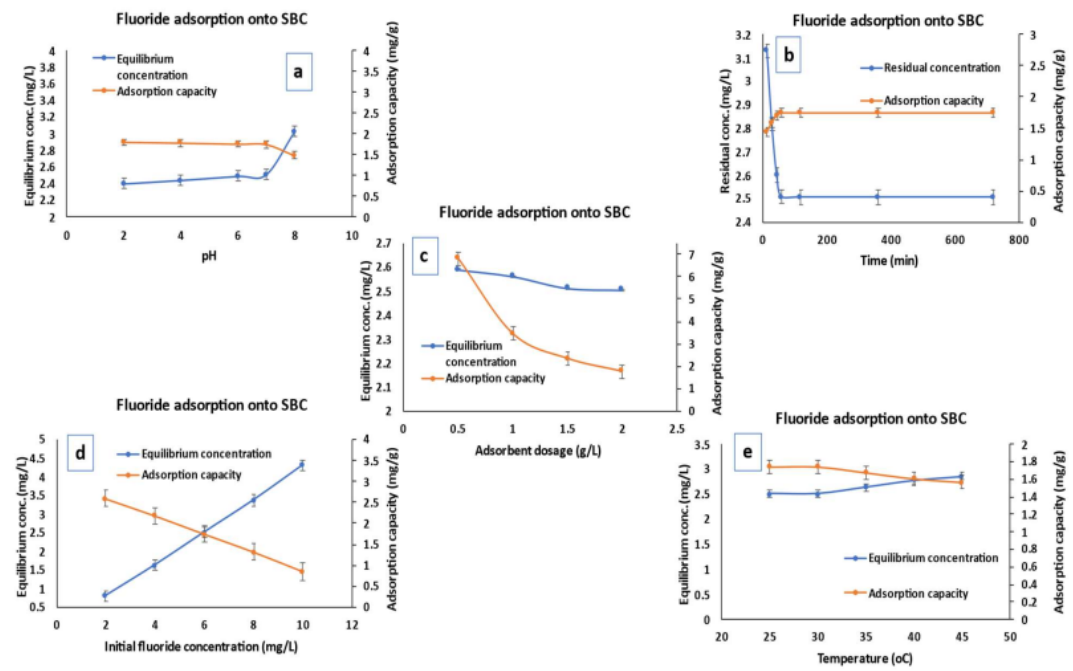 Fluoride adsorption onto SBC
4
3.8
3.6
3.4
3.2
3
2.8
2.6
2.4
2.2
2
Equilibrium conc.(mg/L)
Equilibrium
concentration
Adsorption capacity
a
4
4
3
3
2
2
1
1
0
Adsorption capacity (mg/g)
0 2 4 6 8 10
pH
Fluoride adsorption onto SBC
3.2
3.1
3
2.9
2.8
2.7
2.6
2.5
2.4
Residual conc.(mg/L)
b
Residual concentration
Adsorption capacity
3
2.5
2
1.5
1
0.5
0
Adsorption capacity (mg/g)
0 200 400 600 800
Time (min)
Fluoride adsorption onto SBC
2.7
2.6
2.5
2.4
2.3
2.2
2.1
2
Equilibrium conc.(mg/L)
c
Equilibrium
concentration
Adsorption capacity
7
6
5
4
3
2
1
0
Adsorption capacity (mg/g)
0 0.5 1 1.5 2 2.5
Adsorbent dosage (g/L)
Fluoride adsorption onto SBC
5
4.5
3.5
2.5
1.5
0.5
Equilibrium conc.(mg/L)
d
Equilibrium concentration
Adsorption capacity
4
3.5
3
2.5
2
1.5
1
0.5
0
Adsorption capacity (mg/g)
0 2 4 6 8 10 12
Initial fluoride concentration (mg/L)
Fluoride adsorption onto SBC
3.5
3
2.5
2
1.5
1
0.5
0
Equilibrium conc.(mg/L)
e
Equilibrium concentration
Adsorption capacity
2
1.8
1.6
1.4
1.2
1
0.8
0.6
0.4
0.2
0
Adsorption capacity (mg/g)
20 25 30 35 40 45 50
Temperature (oC)